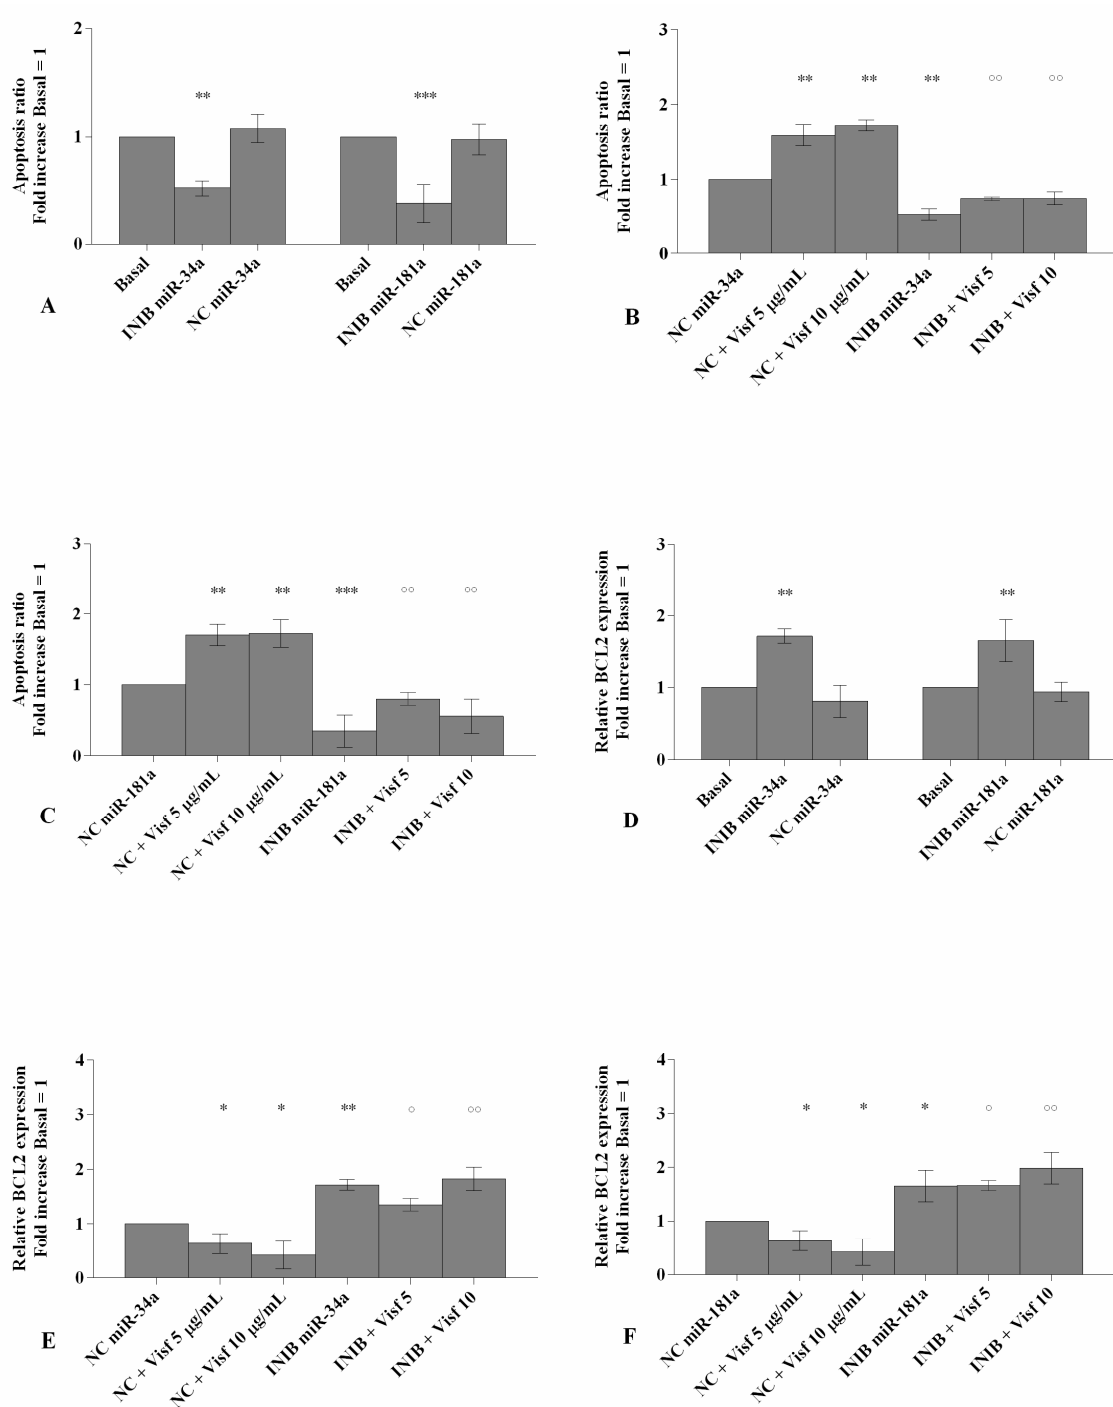 2
1
0
Apoptosis ratio
Fold increase Basal = 1
** ***
Basal
INIB miR-34a
NC miR-34a
Basal
INIB miR-181a
NC miR-181a
A
3
2
1
0
Apoptosis ratio
Fold increase Basal = 1
** ** ** ○○ ○○
NC miR-34a
NC + Visf 5 µg/mL
NC + Visf 10 µg/mL
INIB miR-34a
INIB + Visf 5
INIB + Visf 10
B
3
2
1
0
Apoptosis ratio
Fold increase Basal = 1
** ** *** ○○ ○○
NC miR-181a
NC + Visf 5 µg/mL
NC + Visf 10 µg/mL
INIB miR-181a
INIB + Visf 5
INIB + Visf 10
C
3
2
1
0
Relative BCL2 expression
Fold increase Basal = 1
** **
Basal
INIB miR-34a
NC miR-34a
Basal
INIB miR-181a
NC miR-181a
D
4
3
2
1
0
Relative BCL2 expression
Fold increase Basal = 1
* * ** ○ ○○
NC miR-34a
NC + Visf 5 µg/mL
NC + Visf 10 µg/mL
INIB miR-34a
INIB + Visf 5
INIB + Visf 10
E
4
3
2
1
0
Relative BCL2 expression
Fold increase Basal = 1
* * * ○ ○○
NC miR-181a
NC + Visf 5 µg/mL
NC + Visf 10 µg/mL
INIB miR-181a
INIB + Visf 5
INIB + Visf 10
F